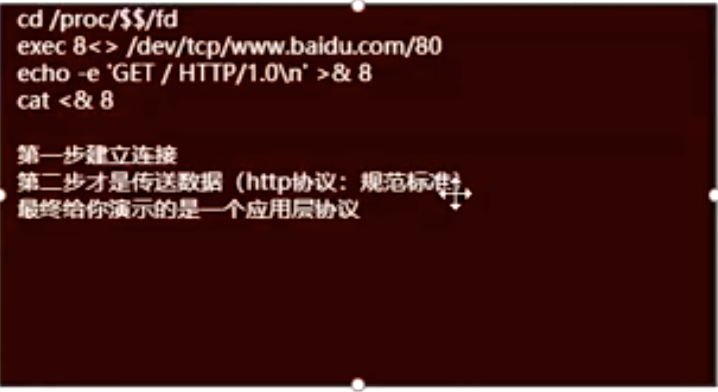 cd /proc/$$/fd
exec 8<> /dev/tcp/www.baidu.com/80
echo -e 'GET / HTTP/1.0\n' >& 8
cat <& 8
第一步建立连接
第二步才是传送数据（http协议：规范标准）
最终给你演示的是一个应用层协议